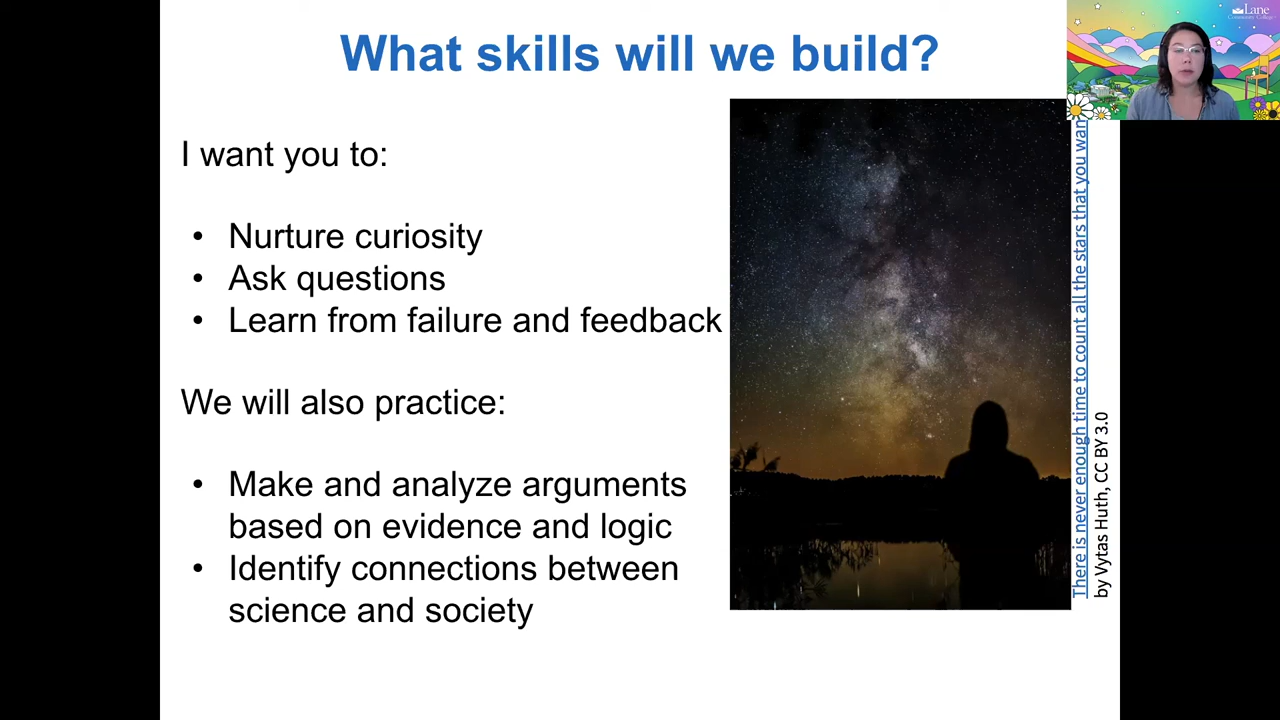 What skills will we build?
Lane
Community College
I want you to:
• Nurture curiosity
• Ask questions
• Learn from failure and feedback
We will also practice:
• Make and analyze arguments
based on evidence and logic
• Identify connections between
science and society
There is never enough time to count all the stars that you wan
by Vytas Huth, CC BY 3.0